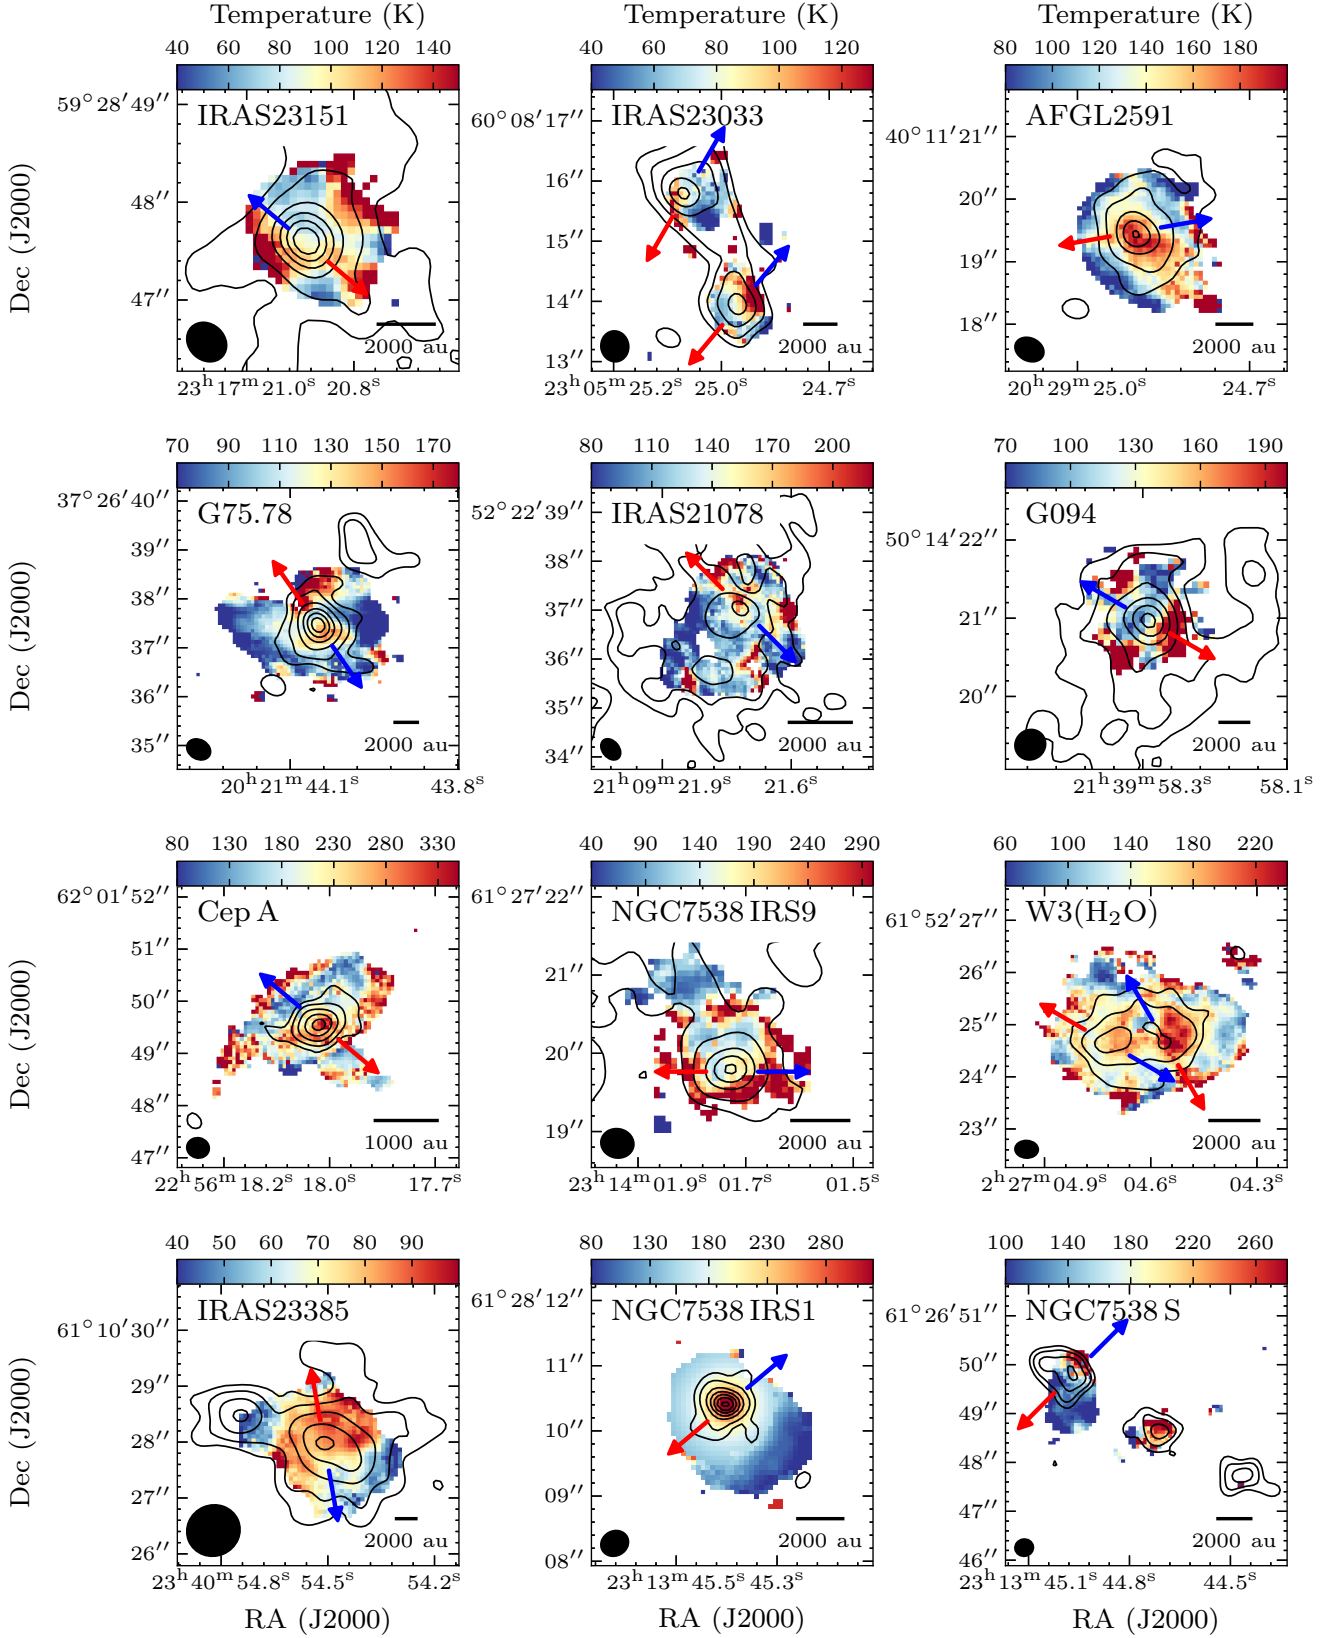 Temperature (K) Temperature (K) Temperature (K)
40 60 80 100 120 140 40 60 80 100 120 80 100 120 140 160 180
59°28′49″ 48″ 47″ IRAS23151 2000 au
60°08′17″ 16″ 15″ 14″ 13″ IRAS23033 2000 au
40°11′21″ 20″ 19″ 18″ AFGL2591 2000 au
Dec (J2000)
23ʰ17ᵐ21.0ˢ 20.8ˢ 23ʰ05ᵐ25.2ˢ 25.0ˢ 24.7ˢ 20ʰ29ᵐ25.0ˢ 24.7ˢ
70 90 110 130 150 170 80 110 140 170 200 70 100 130 160 190
37°26′40″ 39″ 38″ 37″ 36″ 35″ G75.78 2000 au
52°22′39″ 38″ 37″ 36″ 35″ 34″ IRAS21078 2000 au
50°14′22″ 21″ 20″ G094 2000 au
Dec (J2000)
20ʰ21ᵐ44.1ˢ 43.8ˢ 21ʰ09ᵐ21.9ˢ 21.6ˢ 21ʰ39ᵐ58.3ˢ 58.1ˢ
80 130 180 230 280 330 40 90 140 190 240 290 60 100 140 180 220
62°01′52″ 51″ 50″ 49″ 48″ 47″ Cep A 1000 au
61°27′22″ 21″ 20″ 19″ NGC7538 IRS9 2000 au
61°52′27″ 26″ 25″ 24″ 23″ W3(H₂O) 2000 au
Dec (J2000)
22ʰ56ᵐ18.2ˢ 18.0ˢ 17.7ˢ 23ʰ14ᵐ01.9ˢ 01.7ˢ 01.5ˢ 2ʰ27ᵐ04.9ˢ 04.6ˢ 04.3ˢ
40 50 60 70 80 90 80 130 180 230 280 100 140 180 220 260
61°10′30″ 29″ 28″ 27″ 26″ IRAS23385 2000 au
61°28′12″ 11″ 10″ 09″ 08″ NGC7538 IRS1 2000 au
61°26′51″ 50″ 49″ 48″ 47″ 46″ NGC7538 S 2000 au
Dec (J2000)
23ʰ40ᵐ54.8ˢ 54.5ˢ 54.2ˢ 23ʰ13ᵐ45.5ˢ 45.3ˢ 23ʰ13ᵐ45.1ˢ 44.8ˢ 44.5ˢ
RA (J2000) RA (J2000) RA (J2000)